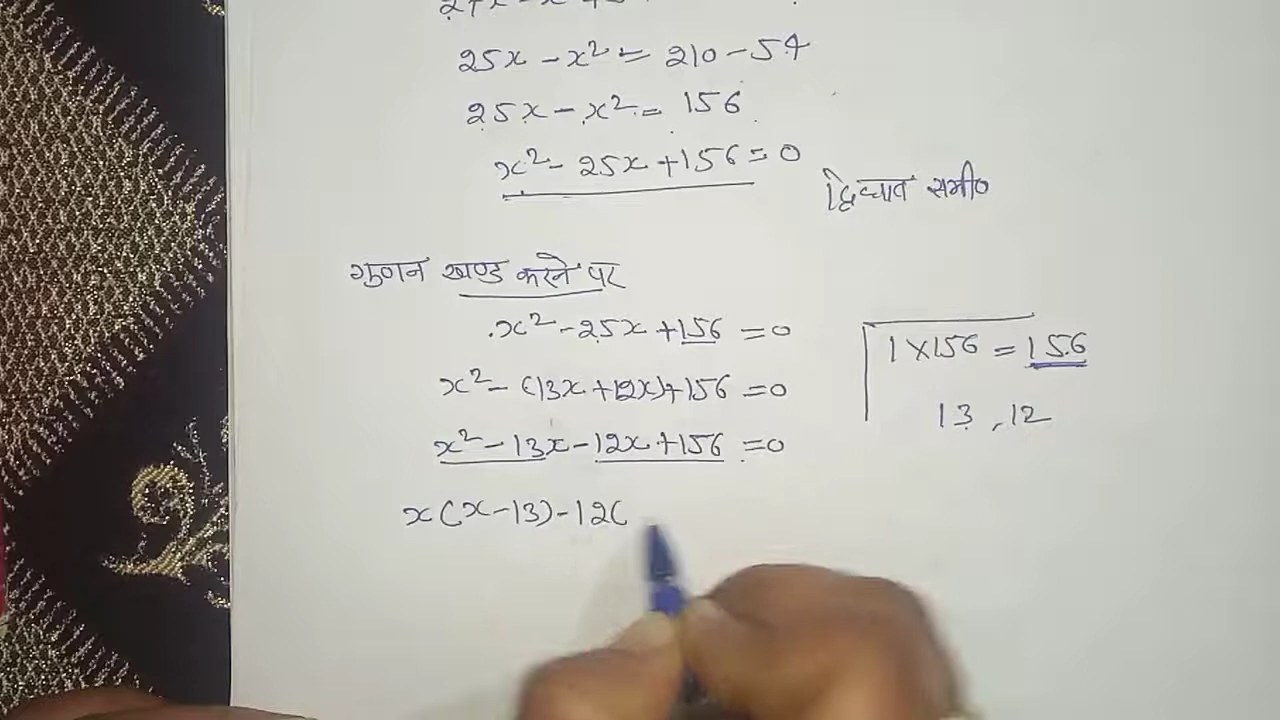 25x - x² = 210 - 54
25x - x² = 156
x² - 25x + 156 = 0
द्विघात समी०
गुणन खण्ड करने पर
x² - 25x + 156 = 0
1 × 156 = 156
x² - (13x + 12x) + 156 = 0
13, 12
x² - 13x - 12x + 156 = 0
x(x - 13) - 12(